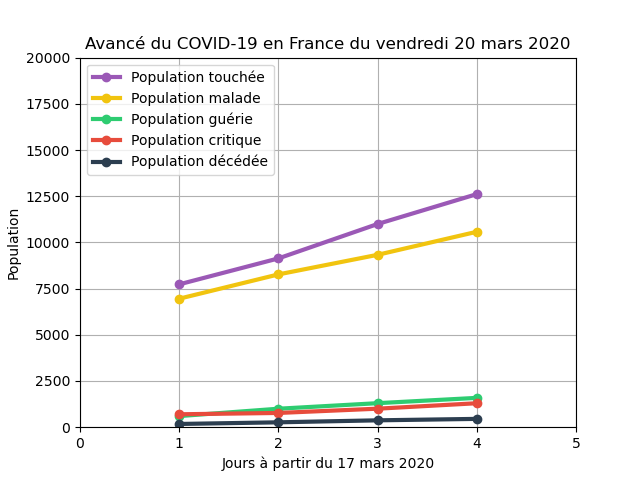 Avancé du COVID-19 en France du vendredi 20 mars 2020
20000
17500
15000
12500
10000
7500
5000
2500
0
Population
Population touchée
Population malade
Population guérie
Population critique
Population décédée
0 1 2 3 4 5
Jours à partir du 17 mars 2020